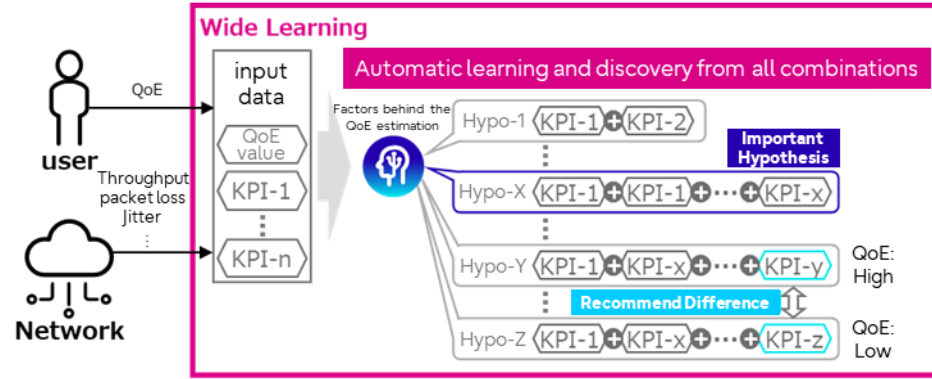 Wide Learning
input
data
QoE
value
KPI-1
KPI-n
QoE
user
Throughput
packet loss
Jitter
Network
Automatic learning and discovery from all combinations
Factors behind the
QoE estimation
Hypo-1 KPI-1 + KPI-2
Important
Hypothesis
Hypo-X KPI-1 + KPI-1 + ... + KPI-x
Hypo-Y KPI-1 + KPI-x + ... + KPI-y
QoE:
High
Recommend Difference
Hypo-Z KPI-1 + KPI-x + ... + KPI-z
QoE:
Low